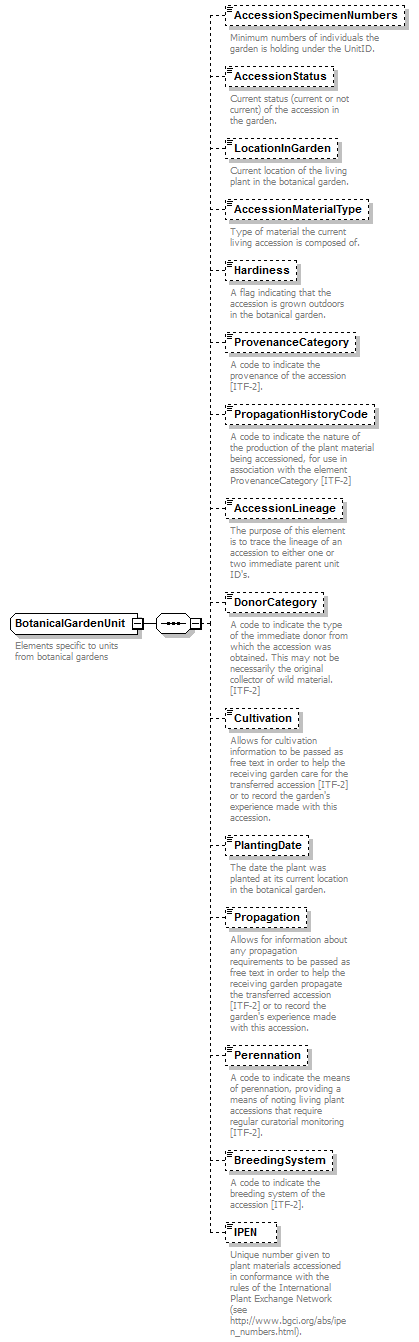 AccessionSpecimenNumbers
Minimum numbers of individuals the
garden is holding under the UnitID.
AccessionStatus
Current status (current or not
current) of the accession in
the garden.
LocationInGarden
Current location of the living
plant in the botanical garden.
AccessionMaterialType
Type of material the current
living accession is composed of.
Hardiness
A flag indicating that the
accession is grown outdoors
in the botanical garden.
ProvenanceCategory
A code to indicate the
provenance of the accession
[ITF-2].
PropagationHistoryCode
A code to indicate the nature of
the production of the plant material
being accessioned, for use in
association with the element
ProvenanceCategory [ITF-2]
AccessionLineage
The purpose of this element
is to trace the lineage of an
accession to either one or
two immediate parent unit
ID's.
BotanicalGardenUnit
Elements specific to units
from botanical gardens
DonorCategory
A code to indicate the type
of the immediate donor from
which the accession was
obtained. This may not be
necessarily the original
collector of wild material.
[ITF-2]
Cultivation
Allows for cultivation
information to be passed as
free text in order to help the
receiving garden care for the
transferred accession [ITF-2]
or to record the garden's
experience made with this
accession.
PlantingDate
The date the plant was
planted at its current location
in the botanical garden.
Propagation
Allows for information about
any propagation
requirements to be passed as
free text in order to help the
receiving garden propagate
the transferred accession
[ITF-2] or to record the
garden's experience made
with this accession.
Perennation
A code to indicate the means
of perennation, providing a
means of noting living plant
accessions that require
regular curatorial monitoring
[ITF-2].
BreedingSystem
A code to indicate the
breeding system of the
accession [ITF-2].
IPEN
Unique number given to
plant materials accessioned
in conformance with the
rules of the International
Plant Exchange Network
(see
http://www.bgci.org/abs/ipe
n_numbers.html).